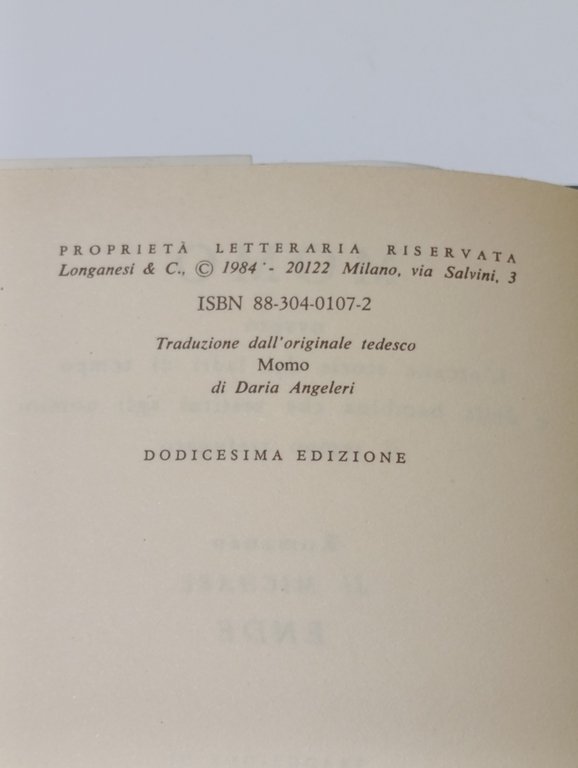 PROPRIETÀ LETTERARIA RISERVATA
Longanesi & C., © 1984 - 20122 Milano, via Salvini, 3
ISBN 88-304-0107-2
Traduzione dall'originale tedesco
Momo
di Daria Angeleri
DODICESIMA EDIZIONE